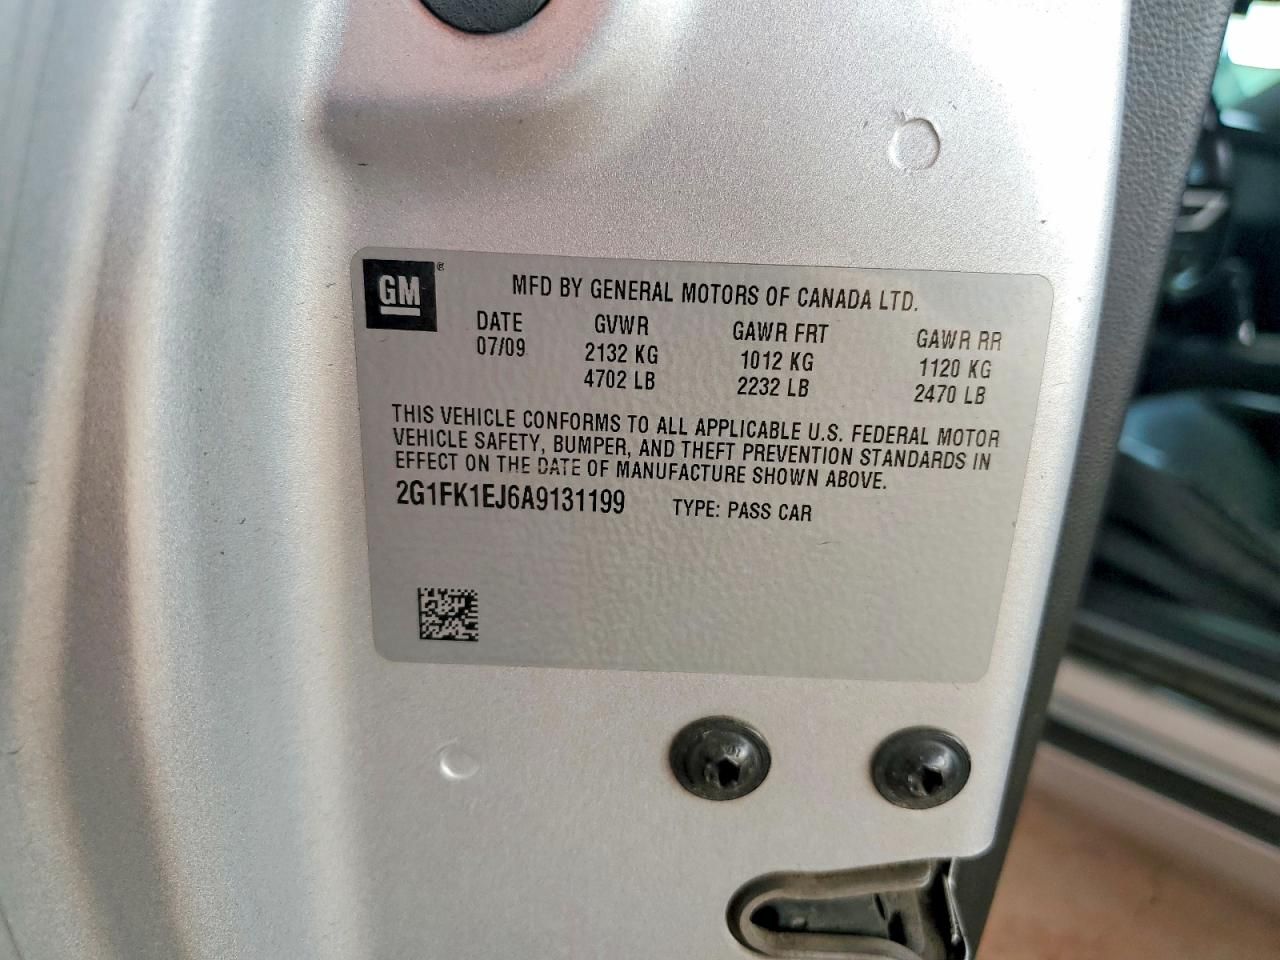 GM®
MFD BY GENERAL MOTORS OF CANADA LTD.
DATE GVWR GAWR FRT GAWR RR
07/09 2132 KG 1012 KG 1120 KG
4702 LB 2232 LB 2470 LB
THIS VEHICLE CONFORMS TO ALL APPLICABLE U.S. FEDERAL MOTOR
VEHICLE SAFETY, BUMPER, AND THEFT PREVENTION STANDARDS IN
EFFECT ON THE DATE OF MANUFACTURE SHOWN ABOVE.
2G1FK1EJ6A9131199 TYPE: PASS CAR